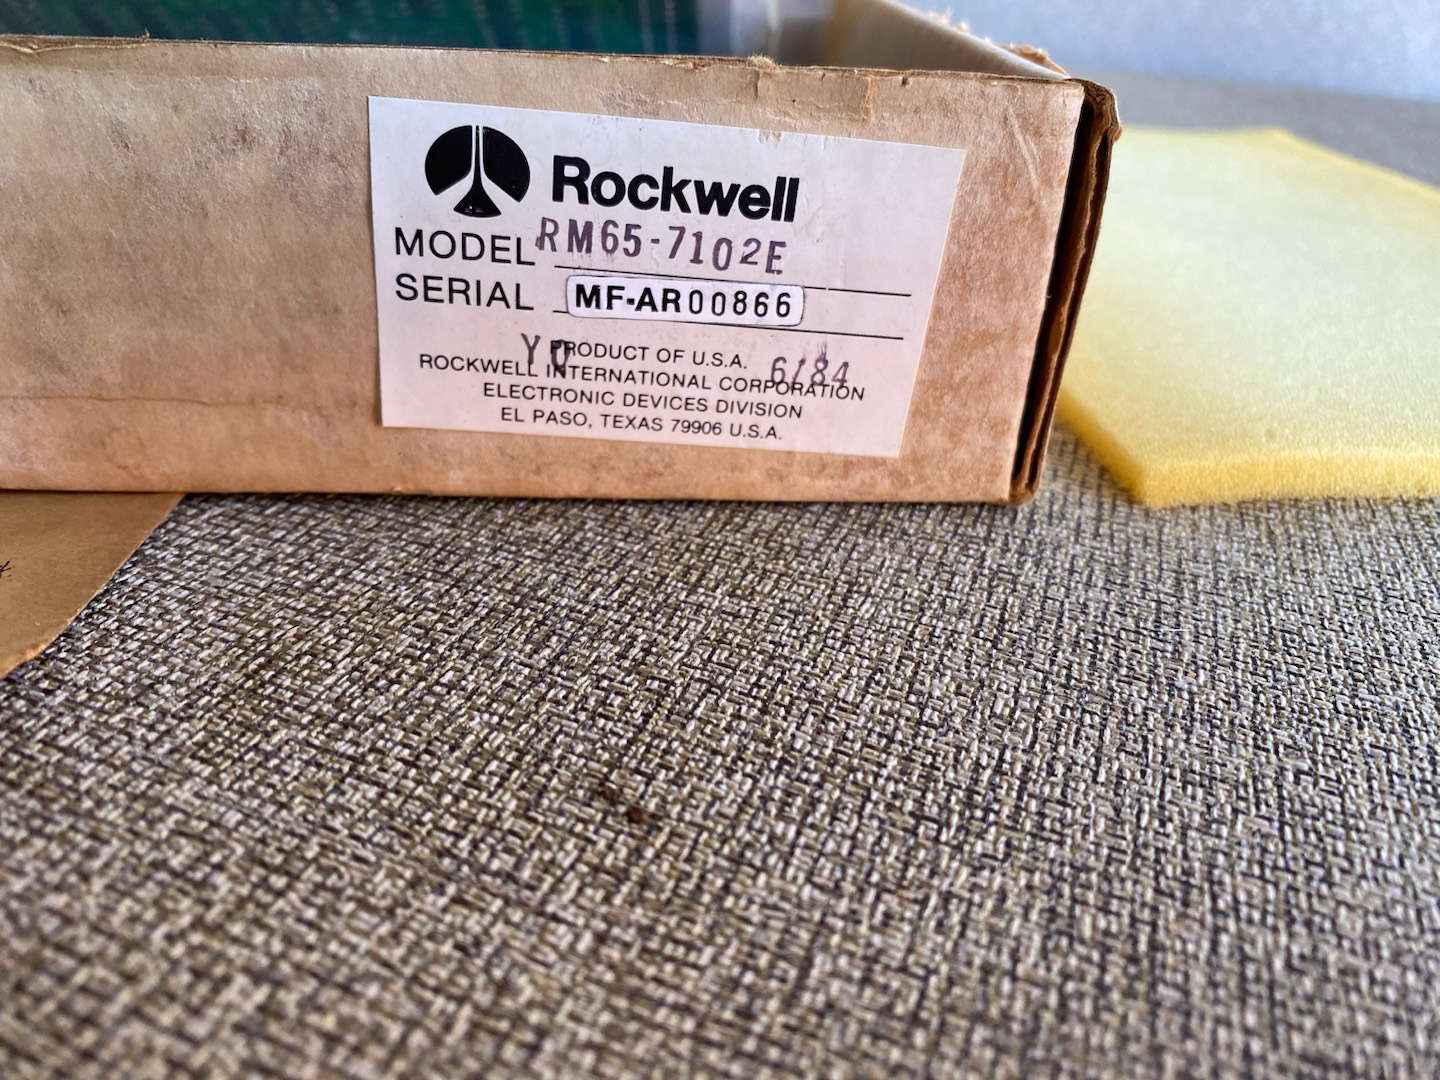 Rockwell
MODEL RM65-7102E
SERIAL MF-AR00866
YQ PRODUCT OF U.S.A. 6/84
ROCKWELL INTERNATIONAL CORPORATION
ELECTRONIC DEVICES DIVISION
EL PASO, TEXAS 79906 U.S.A.